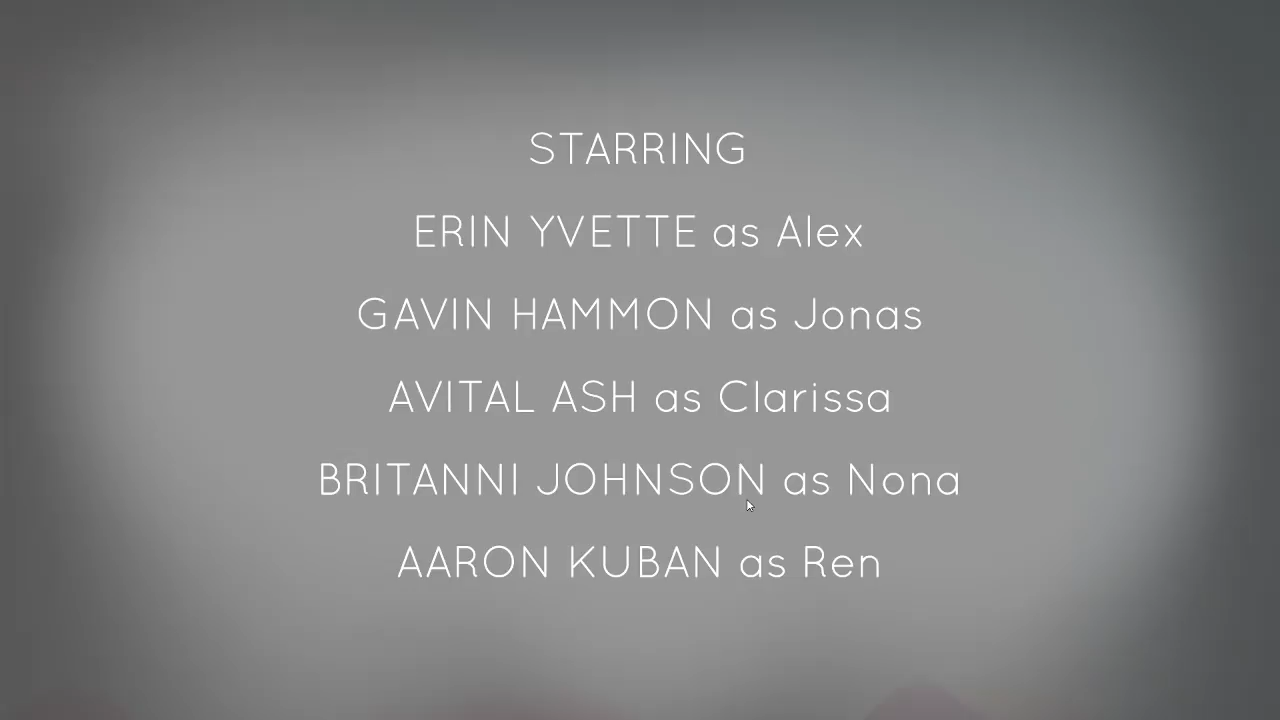 STARRING
ERIN YVETTE as Alex
GAVIN HAMMON as Jonas
AVITAL ASH as Clarissa
BRITANNI JOHNSON as Nona
AARON KUBAN as Ren